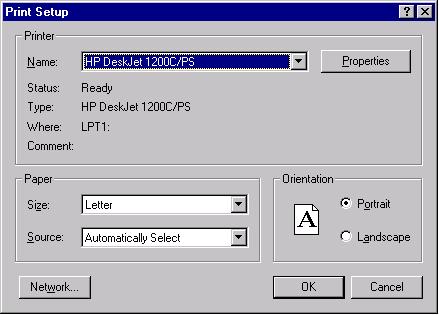 Print Setup
Printer
Name: HP DeskJet 1200C/PS Properties
Status: Ready
Type: HP DeskJet 1200C/PS
Where: LPT1:
Comment:
Paper
Size: Letter
Source: Automatically Select
Orientation
A
Portrait
Landscape
Network... OK Cancel